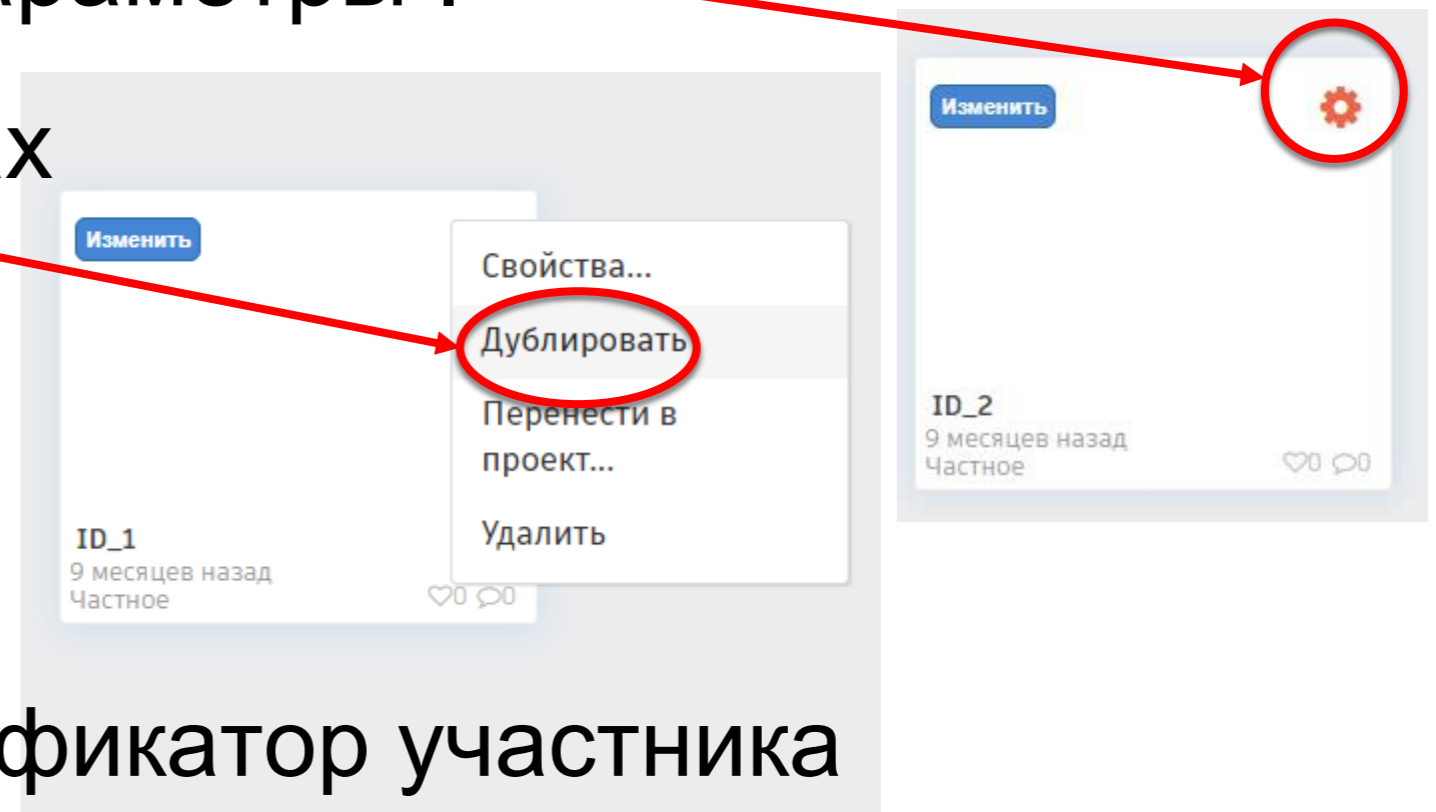 Изменить
ах
Изменить
Свойства...
Дублировать
Перенести в
проект...
Удалить
ID_1
9 месяцев назад
Частное
0 0
ID_2
9 месяцев назад
Частное
0 0
участника